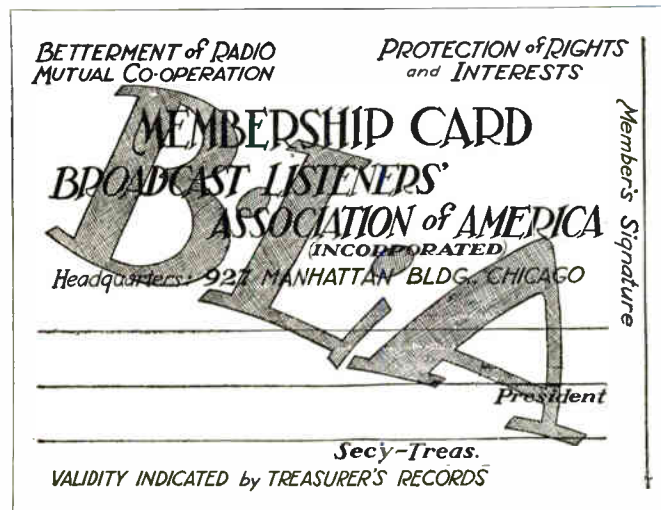 BETTERMENT of RADIO
MUTUAL CO-OPERATION
PROTECTION of RIGHTS
and INTERESTS
MEMBERSHIP CARD
BROADCAST LISTENERS'
ASSOCIATION of AMERICA
(INCORPORATED)
Headquarters: 927 MANHATTAN BLDG., CHICAGO
BLA
President
Sec'y-Treas.
VALIDITY INDICATED by TREASURER'S RECORDS
Member's Signature